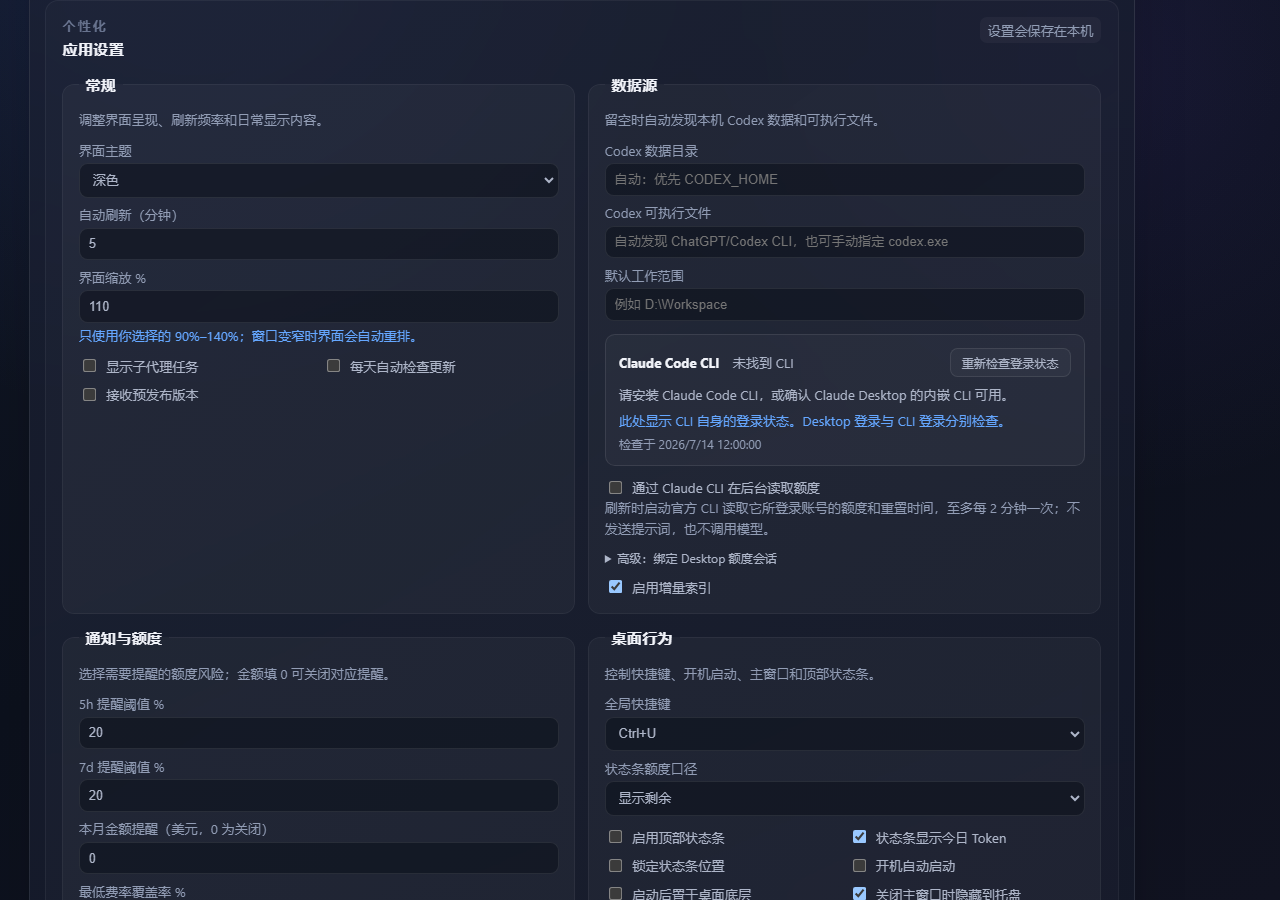 个性化
应用设置
设置会保存在本机
常规
调整界面呈现、刷新频率和日常显示内容。
界面主题
深色
自动刷新（分钟）
5
界面缩放 %
110
只使用你选择的 90%–140%；窗口变窄时界面会自动重排。
显示子代理任务
每天自动检查更新
接收预发布版本
数据源
留空时自动发现本机 Codex 数据和可执行文件。
Codex 数据目录
自动：优先 CODEX_HOME
Codex 可执行文件
自动发现 ChatGPT/Codex CLI，也可手动指定 codex.exe
默认工作范围
例如 D:\Workspace
Claude Code CLI 未找到 CLI
重新检查登录状态
请安装 Claude Code CLI，或确认 Claude Desktop 的内嵌 CLI 可用。
此处显示 CLI 自身的登录状态。Desktop 登录与 CLI 登录分别检查。
检查于 2026/7/14 12:00:00
通过 Claude CLI 在后台读取额度
刷新时启动官方 CLI 读取它所登录账号的额度和重置时间，至多每 2 分钟一次；不
发送提示词，也不调用模型。
高级：绑定 Desktop 额度会话
启用增量索引
通知与额度
选择需要提醒的额度风险；金额填 0 可关闭对应提醒。
5h 提醒阈值 %
20
7d 提醒阈值 %
20
本月金额提醒（美元，0 为关闭）
0
最低费率覆盖率 %
桌面行为
控制快捷键、开机启动、主窗口和顶部状态条。
全局快捷键
Ctrl+U
状态条额度口径
显示剩余
启用顶部状态条
状态条显示今日 Token
锁定状态条位置
开机自动启动
启动后置于桌面底层
关闭主窗口时隐藏到托盘